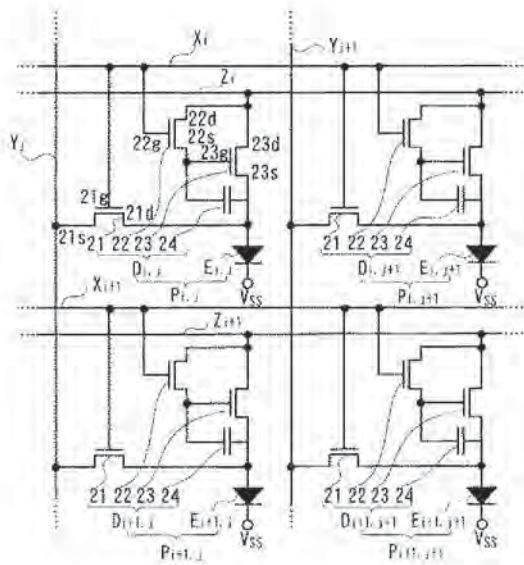 Xi Yj+1
Zi
Yj
22d
22g 22s 23d
23g
23s
21g
21d
21s 21 22 23 24 21 22 23 24
Di,j Ei,j Di,j+1 Ei,j+1
Pi,j VSS Pi,j+1 VSS
Xi+1
Zi+1
21 22 23 24 21 22 23 24
Di+1,j Ei+1,j Di+1,j+1 Ei+1,j+1
Pi+1,j VSS Pi+1,j+1 VSS